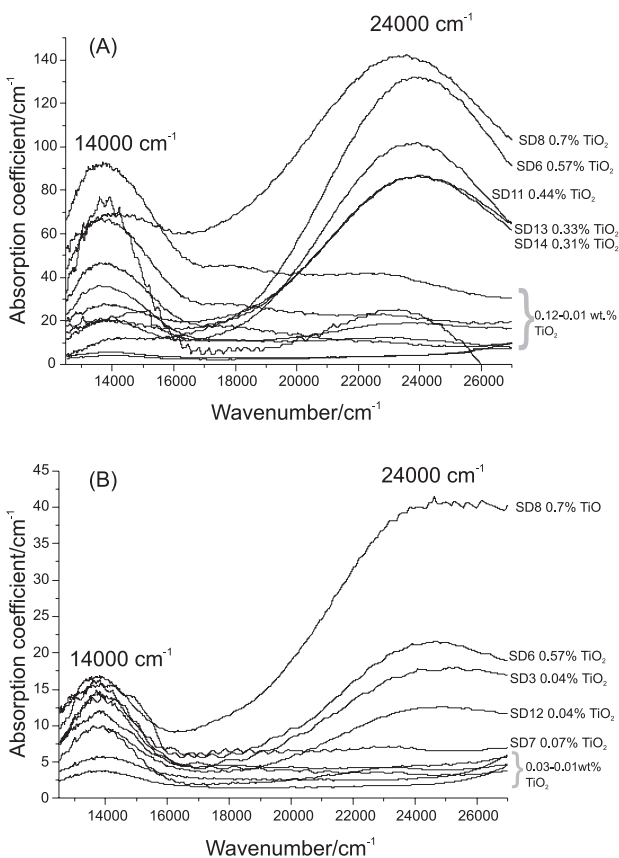 (A)
24000 cm⁻¹
14000 cm⁻¹
Absorption coefficient/cm⁻¹
140
120
100
80
60
40
20
0
SD8 0.7% TiO₂
SD6 0.57% TiO₂
SD11 0.44% TiO₂
SD13 0.33% TiO₂
SD14 0.31% TiO₂
0.12-0.01 wt.%
TiO₂
14000 16000 18000 20000 22000 24000 26000
Wavenumber/cm⁻¹
(B)
24000 cm⁻¹
14000 cm⁻¹
Absorption coefficient/cm⁻¹
45
40
35
30
25
20
15
10
5
0
SD8 0.7% TiO
SD6 0.57% TiO₂
SD3 0.04% TiO₂
SD12 0.04% TiO₂
SD7 0.07% TiO₂
0.03-0.01wt%
TiO₂
14000 16000 18000 20000 22000 24000 26000
Wavenumber/cm⁻¹